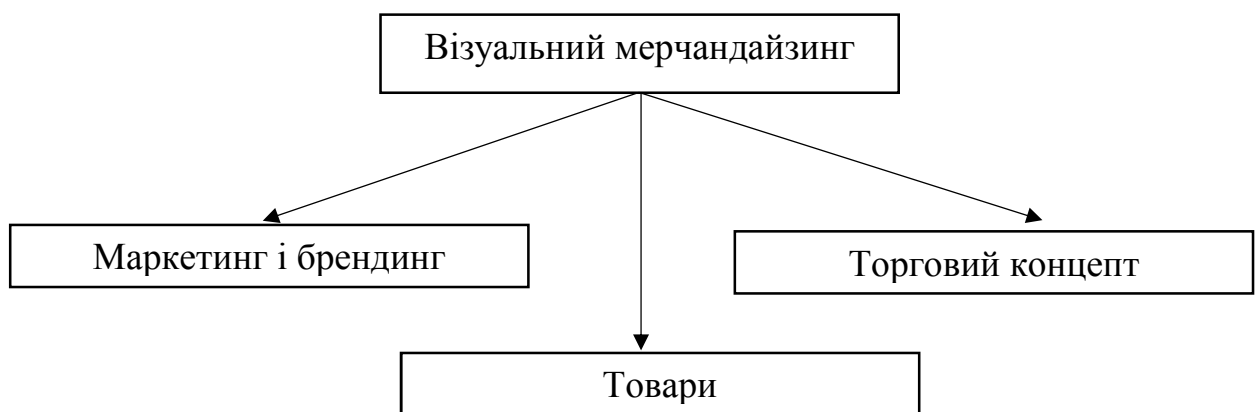 Візуальний мерчандайзинг
Маркетинг і брендинг
Торговий концепт
Товари